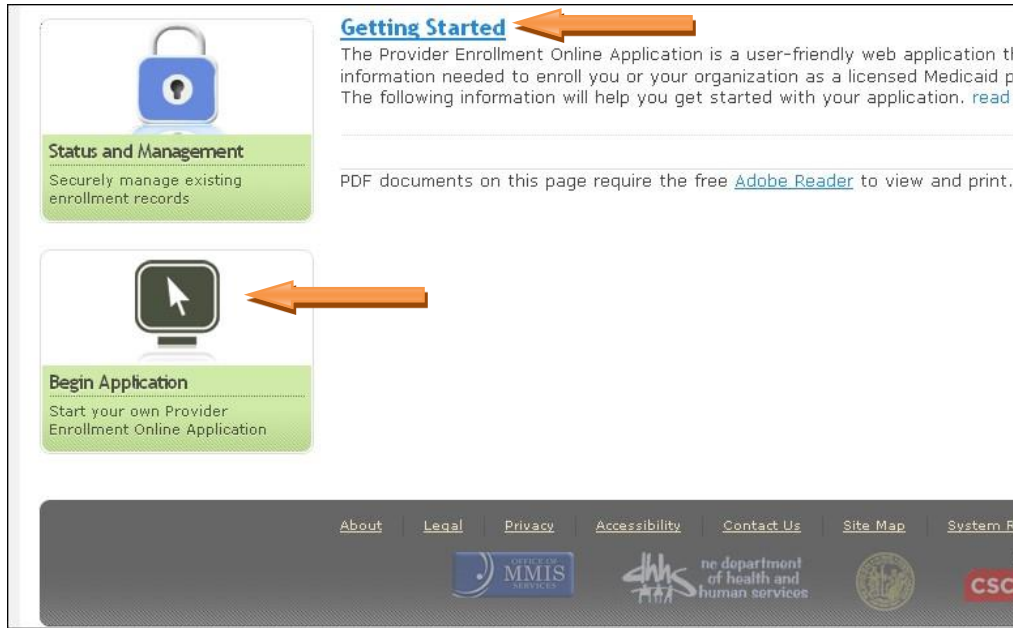 Getting Started
The Provider Enrollment Online Application is a user-friendly web application
information needed to enroll you or your organization as a licensed Medicaid
The following information will help you get started with your application. read
PDF documents on this page require the free Adobe Reader to view and print.
Status and Management
Securely manage existing
enrollment records
Begin Application
Start your own Provider
Enrollment Online Application
About Legal Privacy Accessibility Contact Us Site Map System
OFFICE OF
MMIS
SERVICES
dhhs
nc department
of health and
human services
CSC